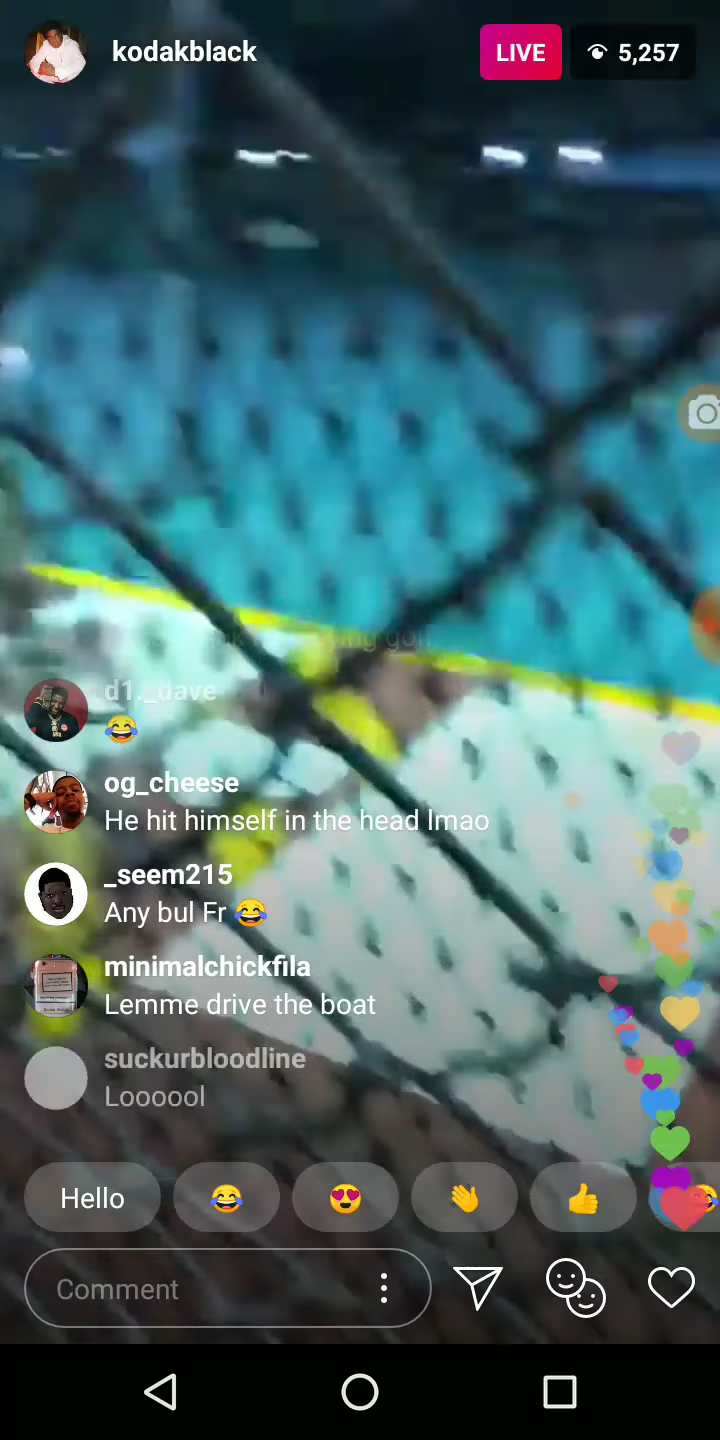 kodakblack
LIVE
5,257
d1._dave
😂
og_cheese
He hit himself in the head lmao
_seem215
Any bul Fr 😂
minimalchickfila
Lemme drive the boat
suckurbloodline
Loooool
Hello 😂 😍 👋 👍 😂
Comment